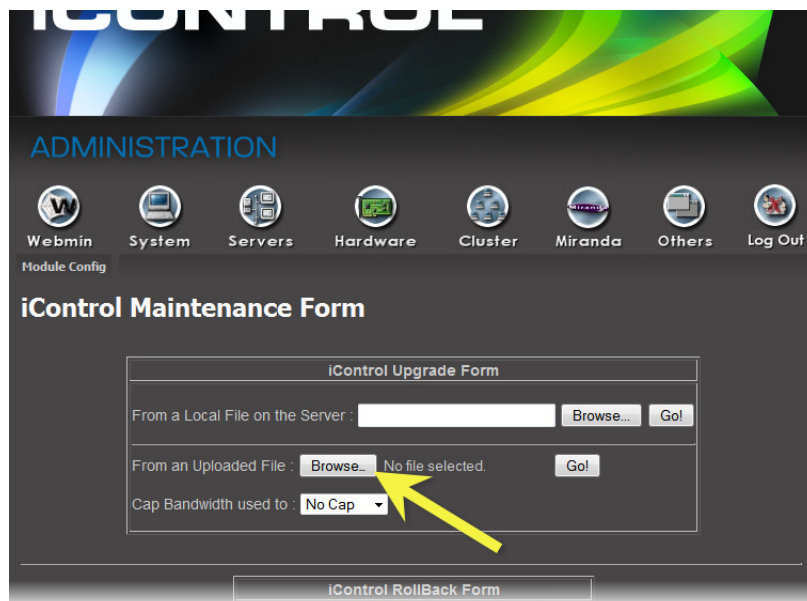 iCONTROL
ADMINISTRATION
Webmin System Servers Hardware Cluster Miranda Others Log Out
Module Config
iControl Maintenance Form
iControl Upgrade Form
From a Local File on the Server : Browse... Go!
From an Uploaded File : Browse... No file selected. Go!
Cap Bandwidth used to : No Cap
iControl RollBack Form